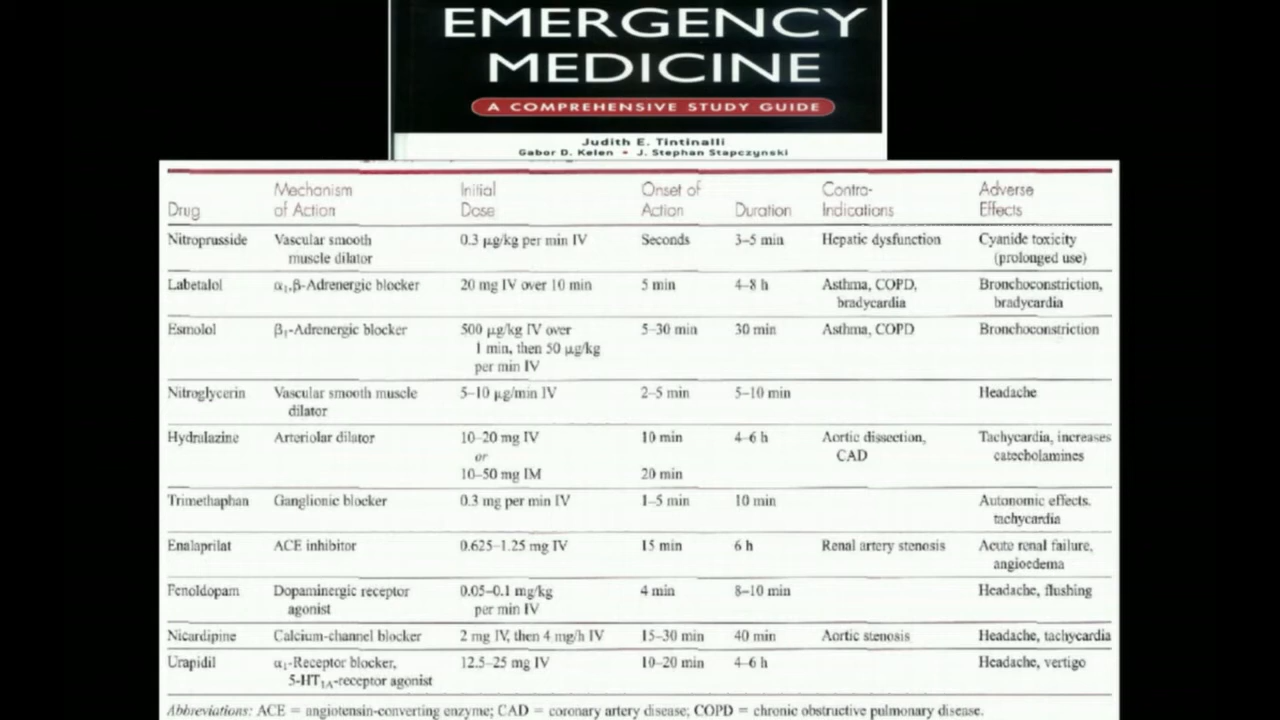 EMERGENCY
MEDICINE
A COMPREHENSIVE STUDY GUIDE
Judith E. Tintinalli
Gabor D. Kelen • J. Stephan Stapczynski
Drug Mechanism of Action Initial Dose Onset of Action Duration Contra-Indications Adverse Effects
Nitroprusside Vascular smooth muscle dilator 0.3 μg/kg per min IV Seconds 3–5 min Hepatic dysfunction Cyanide toxicity (prolonged use)
Labetalol α₁,β-Adrenergic blocker 20 mg IV over 10 min 5 min 4–8 h Asthma, COPD, bradycardia Bronchoconstriction, bradycardia
Esmolol β₁-Adrenergic blocker 500 μg/kg IV over 1 min, then 50 μg/kg per min IV 5–30 min 30 min Asthma, COPD Bronchoconstriction
Nitroglycerin Vascular smooth muscle dilator 5–10 μg/min IV 2–5 min 5–10 min Headache
Hydralazine Arteriolar dilator 10–20 mg IV or 10–50 mg IM 10 min 20 min 4–6 h Aortic dissection, CAD Tachycardia, increases catecholamines
Trimethaphan Ganglionic blocker 0.3 mg per min IV 1–5 min 10 min Autonomic effects, tachycardia
Enalaprilat ACE inhibitor 0.625–1.25 mg IV 15 min 6 h Renal artery stenosis Acute renal failure, angioedema
Fenoldopam Dopaminergic receptor agonist 0.05–0.1 mg/kg per min IV 4 min 8–10 min Headache, flushing
Nicardipine Calcium-channel blocker 2 mg IV, then 4 mg/h IV 15–30 min 40 min Aortic stenosis Headache, tachycardia
Urapidil α₁-Receptor blocker, 5-HT₁A-receptor agonist 12.5–25 mg IV 10–20 min 4–6 h Headache, vertigo
Abbreviations: ACE = angiotensin-converting enzyme; CAD = coronary artery disease; COPD = chronic obstructive pulmonary disease.